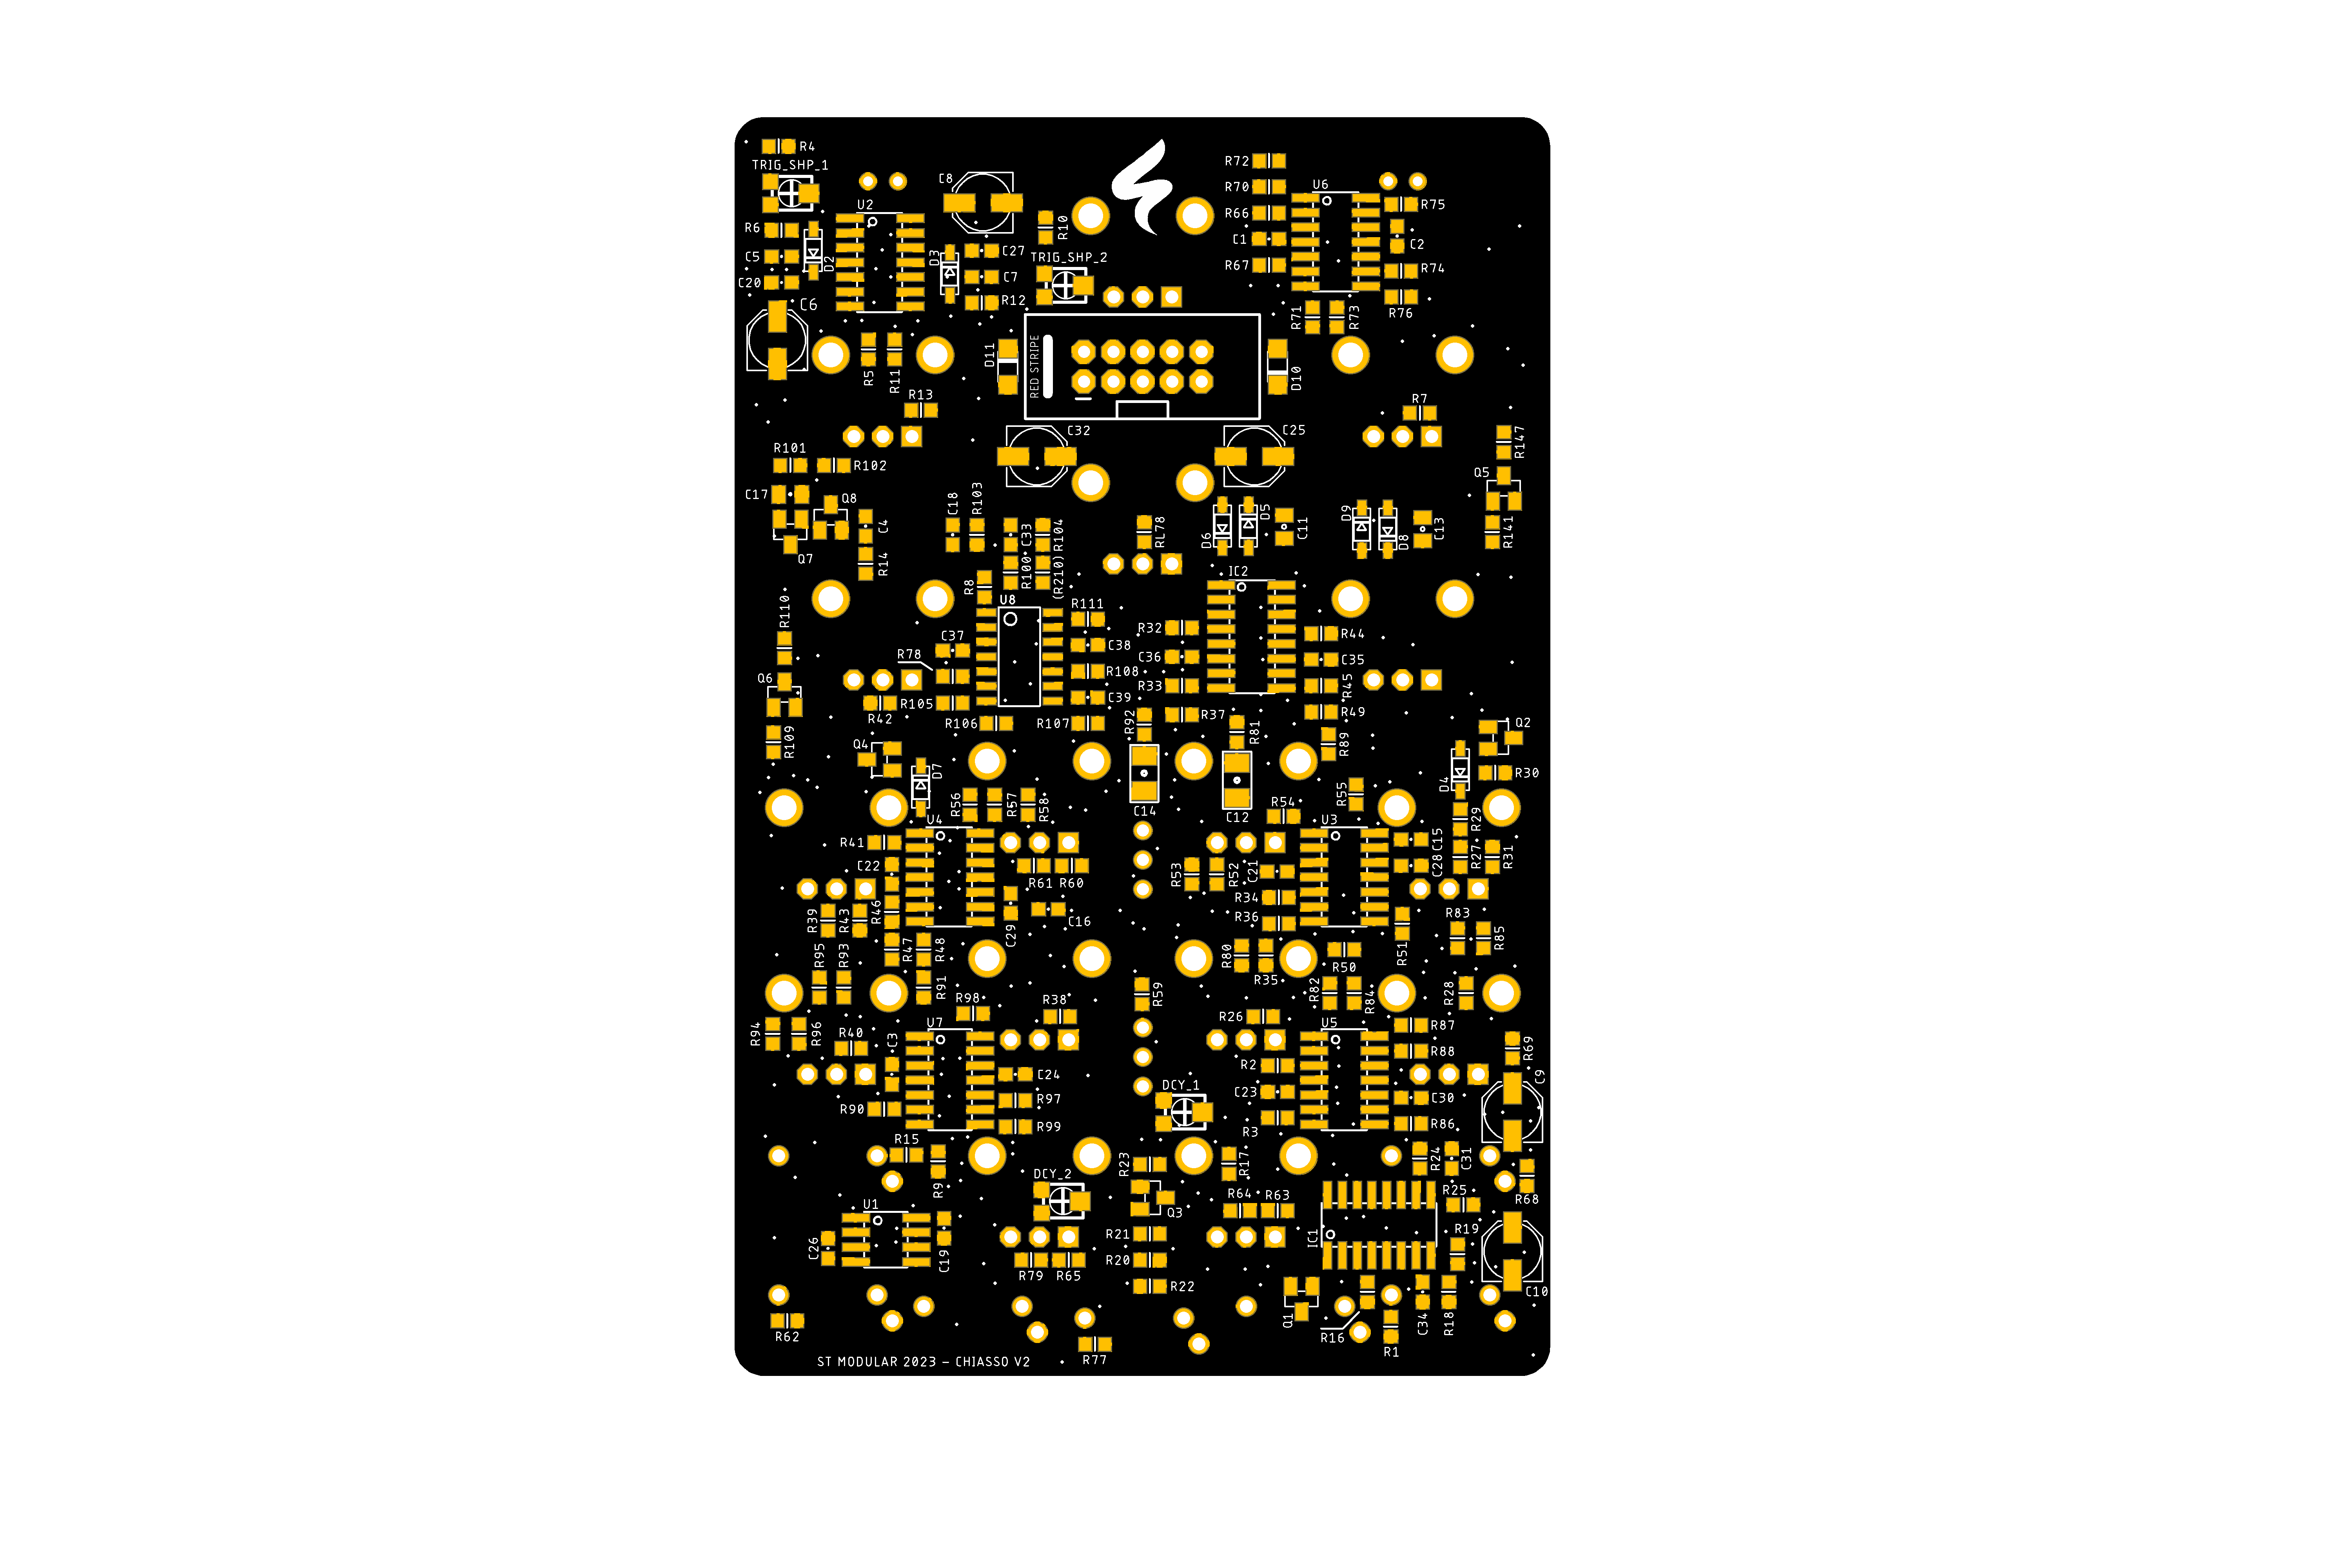 R4
TRIG_SHP_1
C8
R72
U6
R70
R75
U2
R66
R10
R6
C1
C2
C27
C5
D2
D3
TRIG_SHP_2
R67
R74
C7
C20
R12
C6
R71
R73
R76
D11
RED STRIPE
D10
R5
R11
R13
R7
C32
C25
R147
R101
R102
Q5
C17
Q8
C18
R103
C4
C33
R104
RL78
D6
D5
C11
D9
D8
C13
R141
Q7
R14
R100
(R210)
IC2
R8
U8
R111
R110
R32
R44
C37
C38
R78
C36
C35
R108
Q6
R33
R45
R105
C39
R42
R106
R107
R92
R37
R49
R81
Q2
R109
Q4
R89
D7
D4
R30
R56
R57
R58
R55
C14
C12
R54
U4
U3
R29
R41
C15
C22
R53
R52
C21
C28
R27
R31
R61
R60
R34
R39
R43
R46
C16
R36
R83
C29
R95
R93
R47
R48
R80
R35
R50
R51
R85
R91
R98
R38
R59
R82
R84
R28
R94
R96
R40
C3
U7
R26
U5
R87
R69
R2
R88
C24
C9
DCY_1
C23
R97
C30
R90
R99
R3
R86
R15
R9
R23
R17
R24
C31
DCY_2
R64
R63
R25
R68
U1
Q3
R19
C26
C19
R21
IC1
R79
R65
R20
R22
C10
R62
Q1
R16
C34
R18
R77
R1
ST MODULAR 2023 – CHIASSO V2